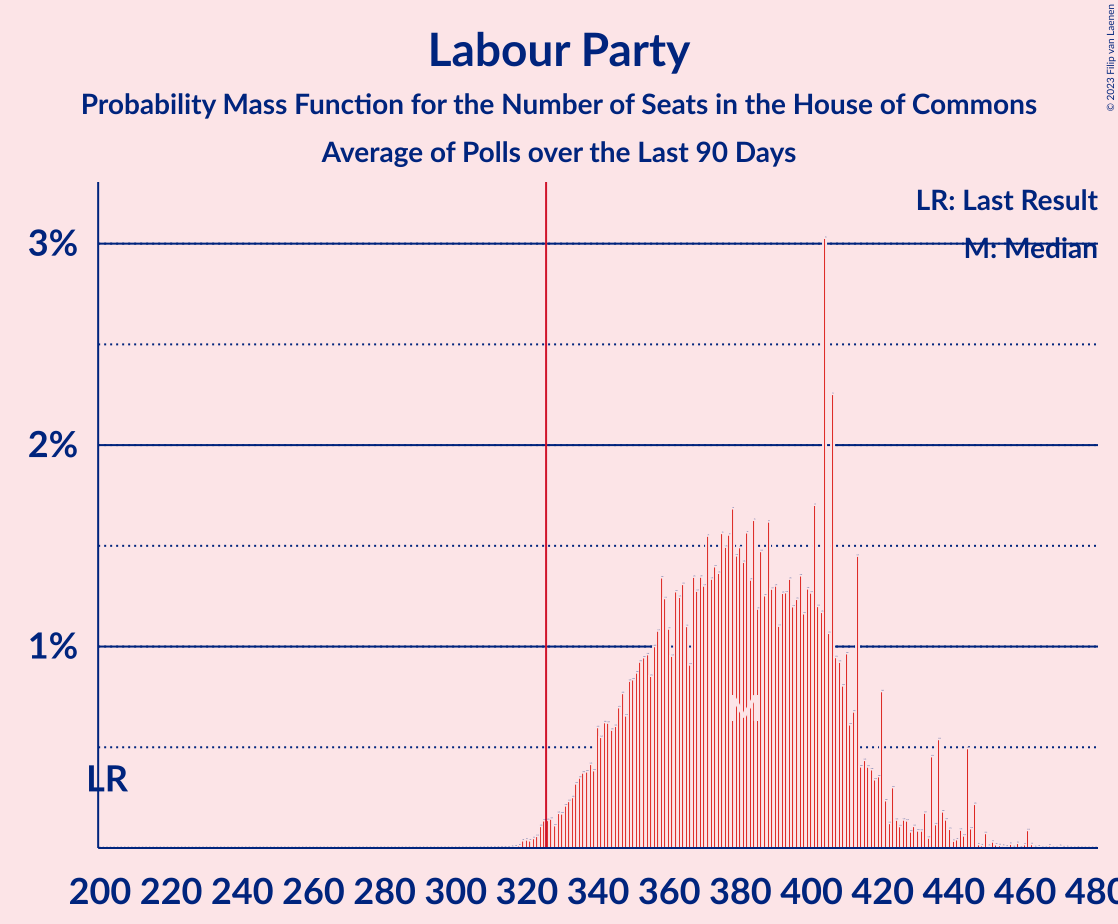 Labour Party
Probability Mass Function for the Number of Seats in the House of Commons
Average of Polls over the Last 90 Days
© 2023 Filip van Laenen
LR: Last Result
M: Median
3%
2%
1%
M
LR
200 220 240 260 280 300 320 340 360 380 400 420 440 460 480